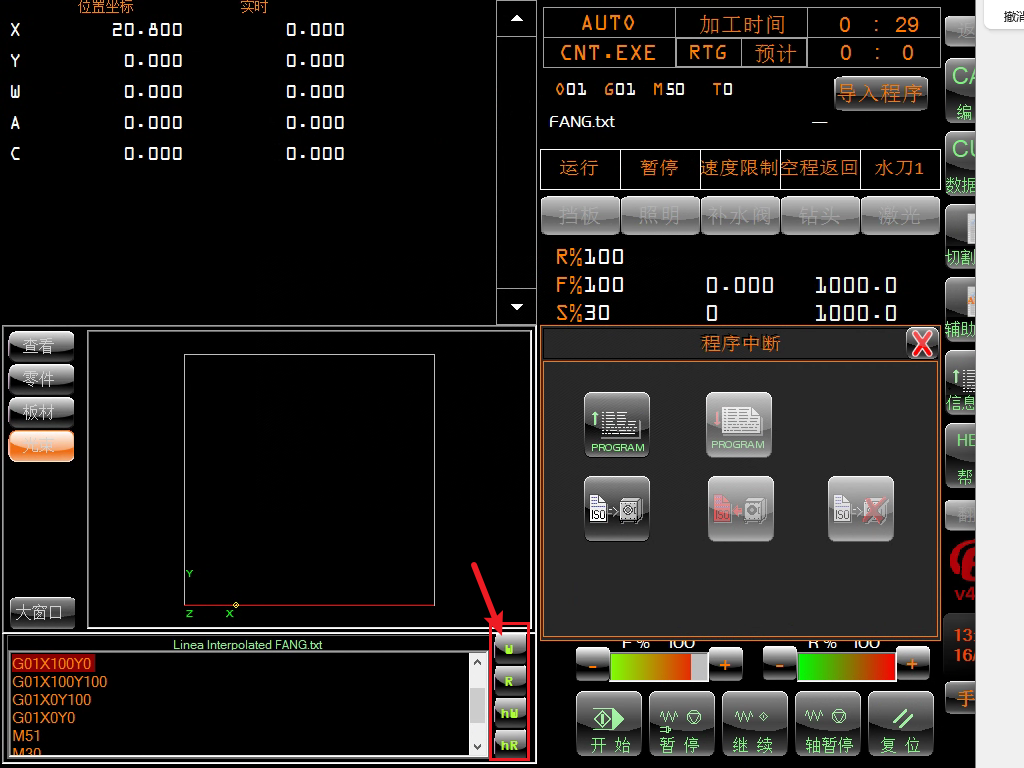 位置坐标 实时
X 20.800 0.000
Y 0.000 0.000
W 0.000 0.000
A 0.000 0.000
C 0.000 0.000
AUTO 加工时间 0 : 29
CNT.EXE RTG 预计 0 : 0
O01 G01 M50 T0 导入程序
FANG.txt —
运行 暂停 速度限制 空程返回 水刀1
挡板 照明 补水阀 钻头 激光
R%100
F%100 0.000 1000.0
S%30 0 1000.0
程序中断
PROGRAM PROGRAM
ISO ISO ISO
查看
零件
板材
光束
大窗口
Y
Z X
Linea Interpolated FANG.txt
G01X100Y0
G01X100Y100
G01X0Y100
G01X0Y0
M51
M30
W
R
hW
hR
F% 100 R% 100
- + - +
开始 暂停 继续 轴暂停 复位
撤消
返
CA
编
CU
数据
切割
辅助
信息
HE
帮
翻
v4
13:
16/
手